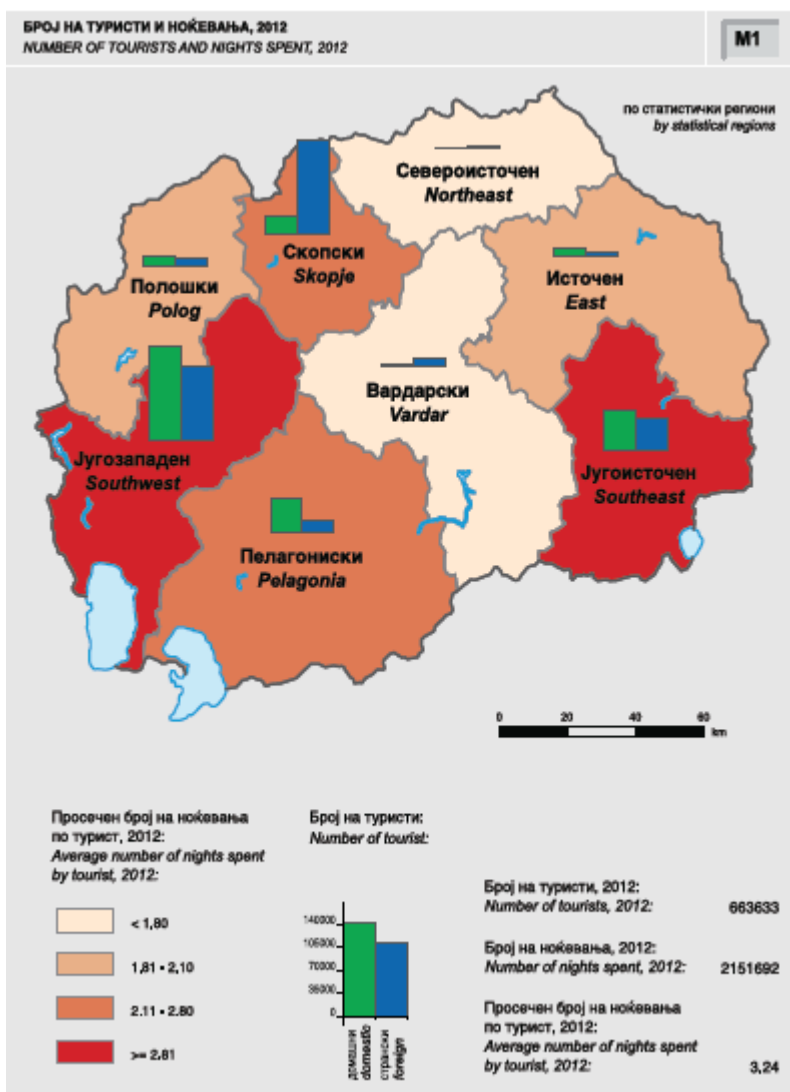 БРОЈ НА ТУРИСТИ И НОЌЕВАЊА, 2012
NUMBER OF TOURISTS AND NIGHTS SPENT, 2012
M1
по статистички региони
by statistical regions
Североисточен
Northeast
Скопски
Skopje
Полошки
Polog
Источен
East
Вардарски
Vardar
Југозападен
Southwest
Југоисточен
Southeast
Пелагониски
Pelagonia
0 20 40 60
km
Просечен број на ноќевања
по турист, 2012:
Average number of nights spent
by tourist, 2012:
< 1,80
1,81 - 2,10
2.11 - 2.80
>= 2,81
Број на туристи:
Number of tourist:
140000
105000
70000
35000
0
домашни
domestic
странски
foreign
Број на туристи, 2012:
Number of tourists, 2012: 663633
Број на ноќевања, 2012:
Number of nights spent, 2012: 2151692
Просечен број на ноќевања
по турист, 2012:
Average number of nights spent
by tourist, 2012: 3,24